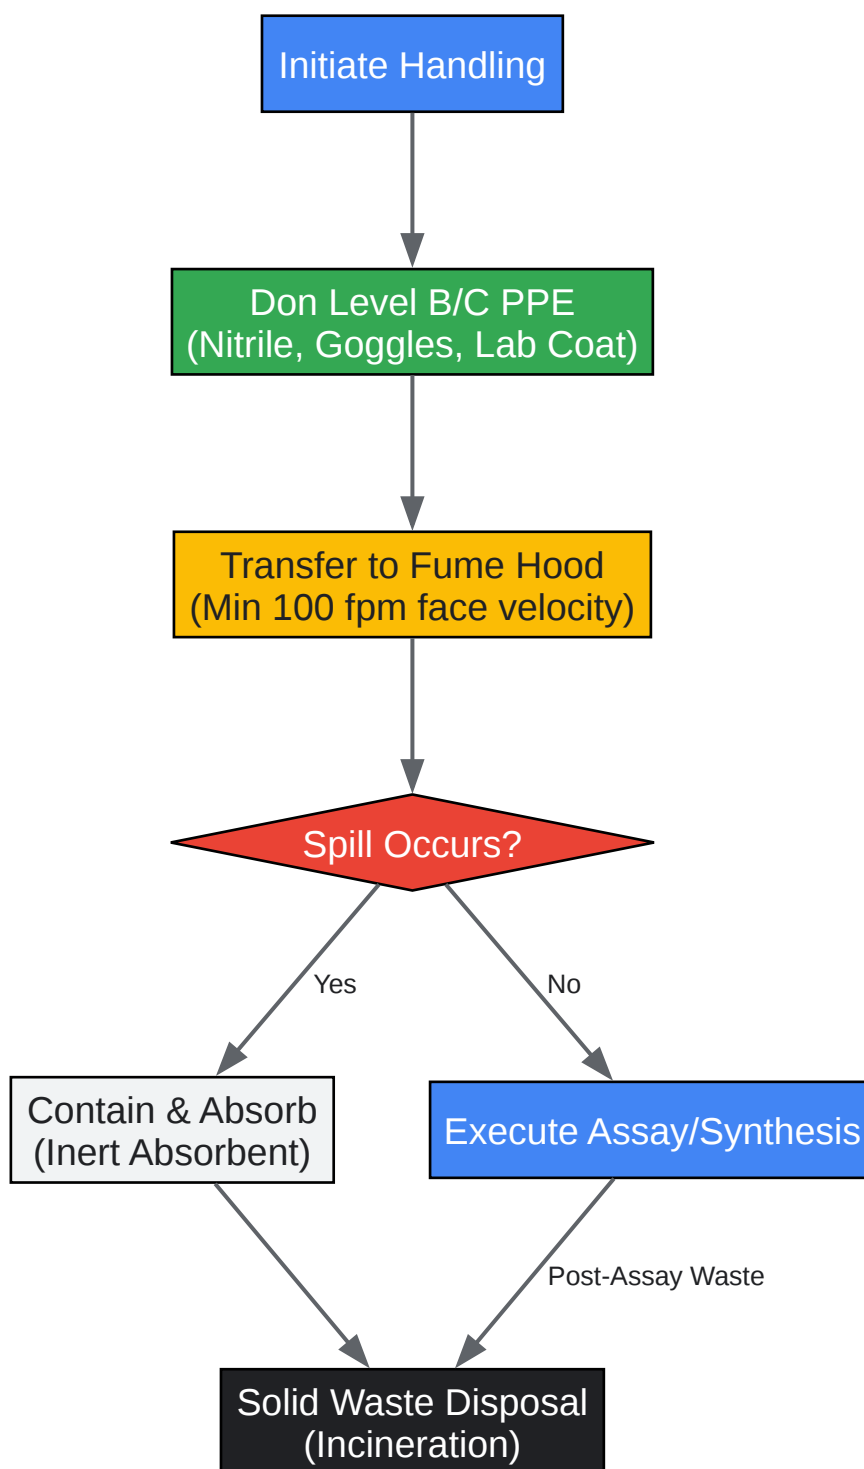 Initiate Handling
Don Level B/C PPE
(Nitrile, Goggles, Lab Coat)
Transfer to Fume Hood
(Min 100 fpm face velocity)
Spill Occurs?
Yes
No
Contain & Absorb
(Inert Absorbent)
Execute Assay/Synthesis
Post-Assay Waste
Solid Waste Disposal
(Incineration)